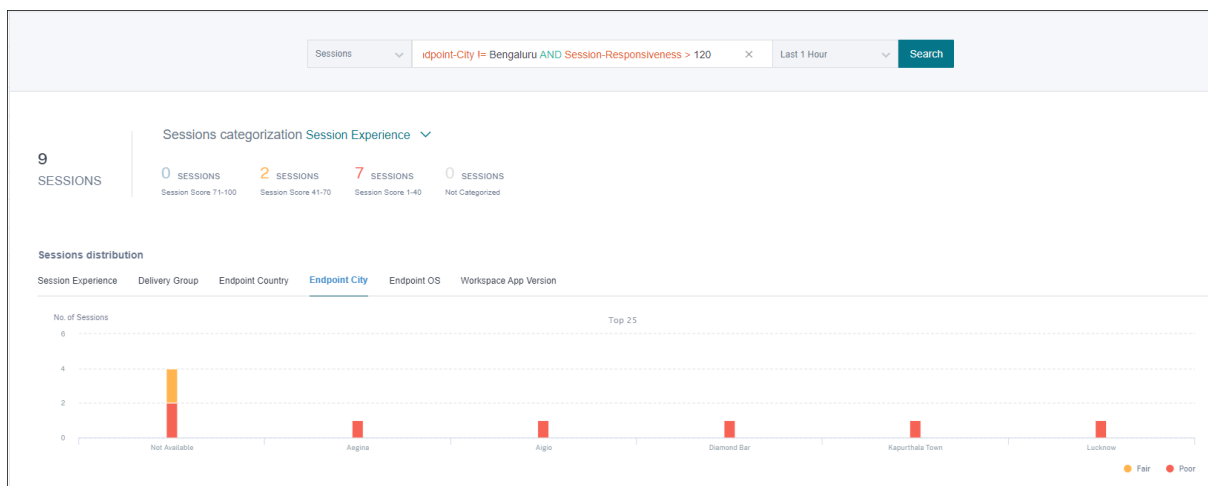 Sessions
ıdpoint-City != Bengaluru AND Session-Responsiveness > 120
Last 1 Hour
Search
9
SESSIONS
Sessions categorization Session Experience
0 SESSIONS
Session Score 71-100
2 SESSIONS
Session Score 41-70
7 SESSIONS
Session Score 1-40
0 SESSIONS
Not Categorized
Sessions distribution
Session Experience Delivery Group Endpoint Country Endpoint City Endpoint OS Workspace App Version
No. of Sessions
Top 25
6
4
2
0
Not Available Aegina Aigio Diamond Bar Kapurthala Town Lucknow
Fair Poor